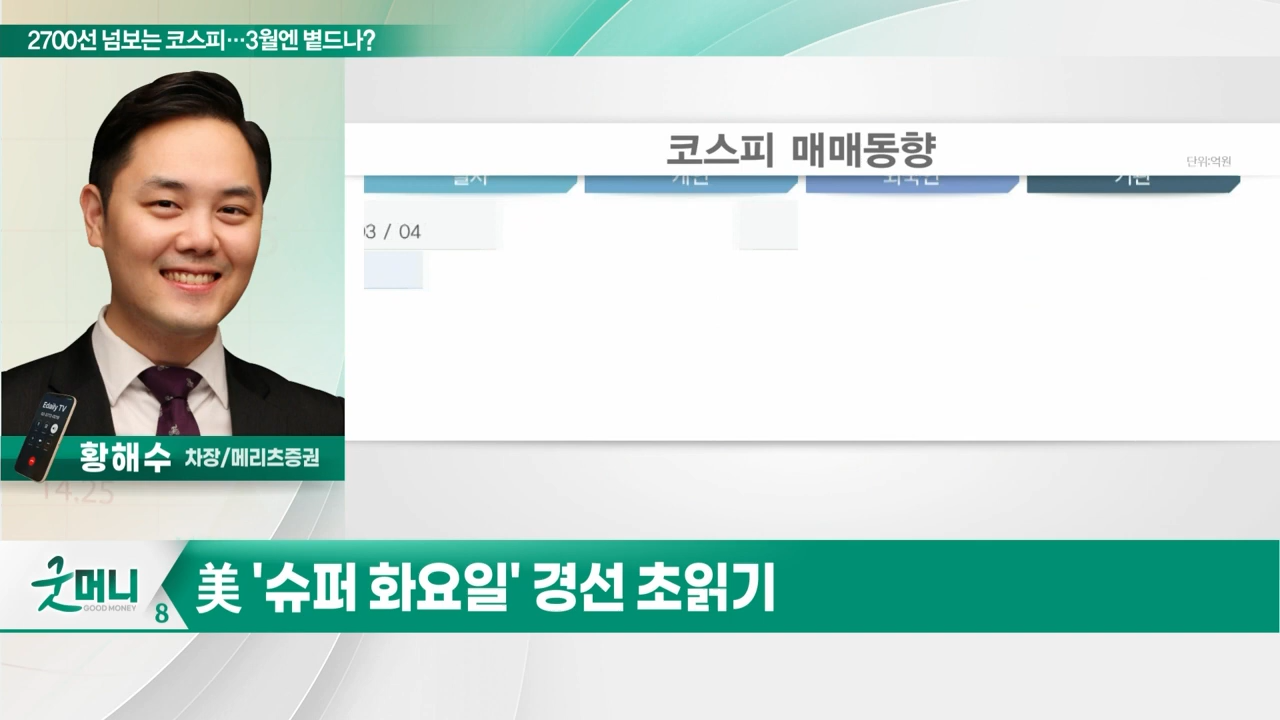 2700선 넘보는 코스피…3월엔 볕드나?
코스피 매매동향
단위:억원
03 / 04
Edaily TV
황해수 차장/메리츠증권
14.25
굿머니
GOOD MONEY
8
美 '슈퍼 화요일' 경선 초읽기